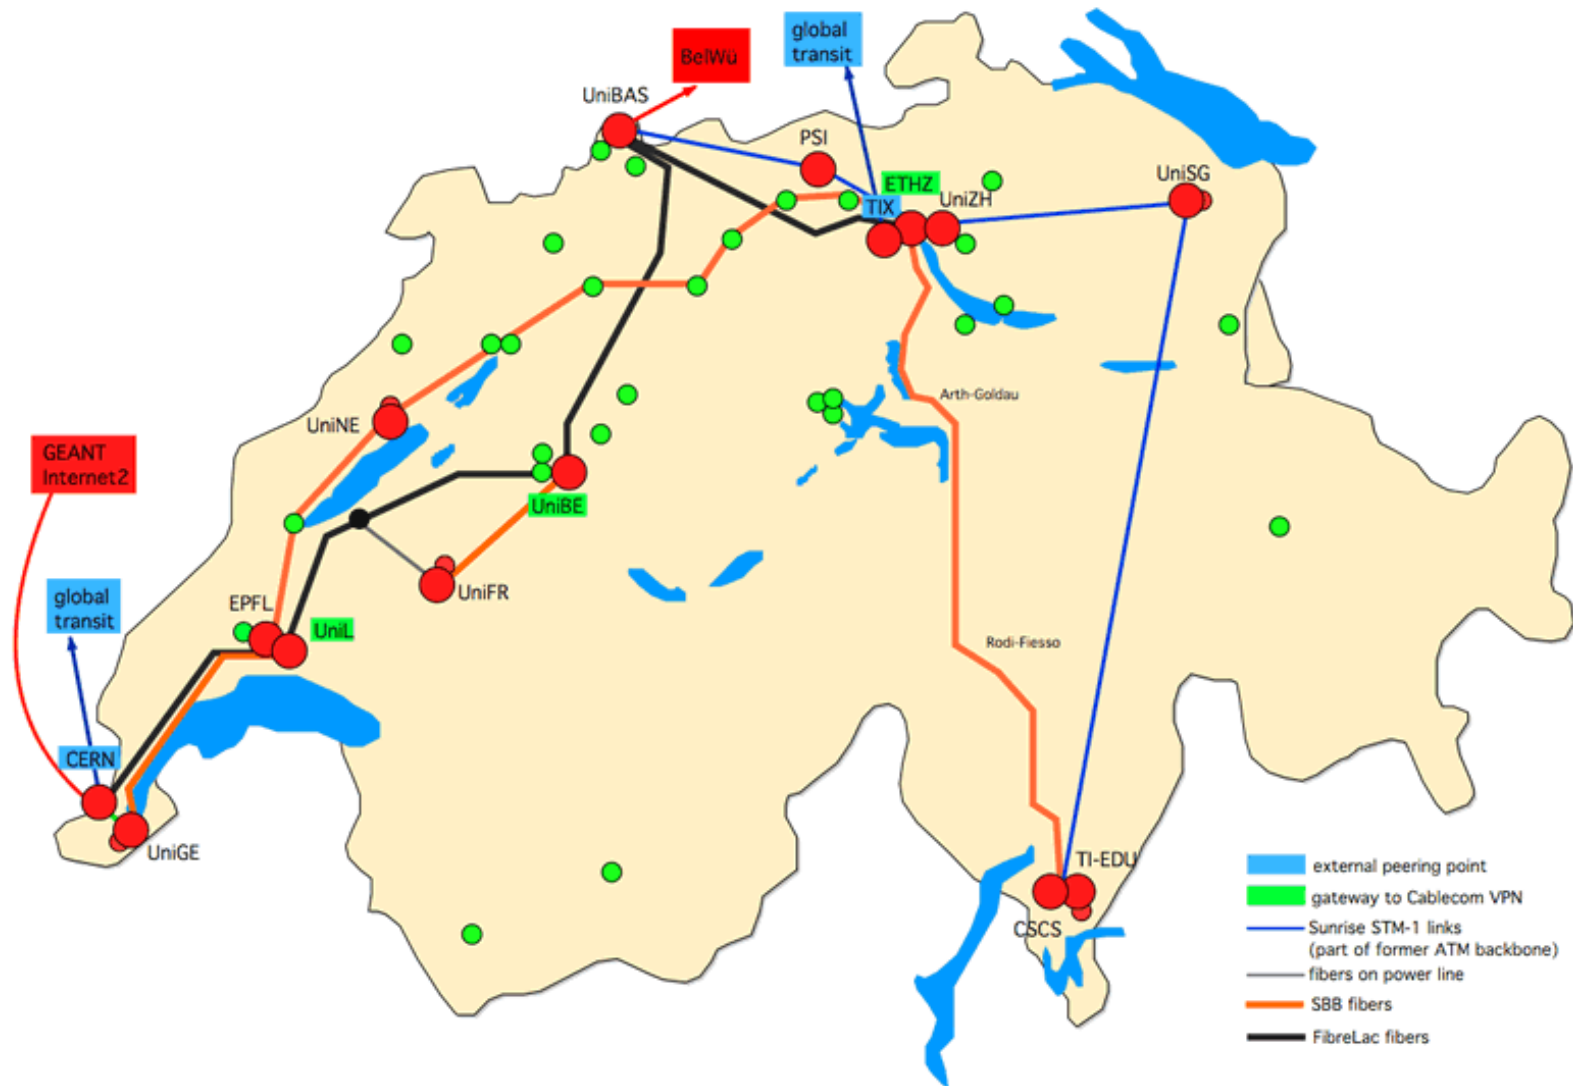 global
transit
BelWü
UniBAS
PSI
ETHZ
TIX
UniZH
UniSG
Arth-Goldau
UniNE
GEANT
Internet2
UniBE
UniFR
EPFL
UniL
global
transit
Rodi-Fiesso
CERN
UniGE
TI-EDU
CSCS
external peering point
gateway to Cablecom VPN
Sunrise STM-1 links
(part of former ATM backbone)
fibers on power line
SBB fibers
FibreLac fibers